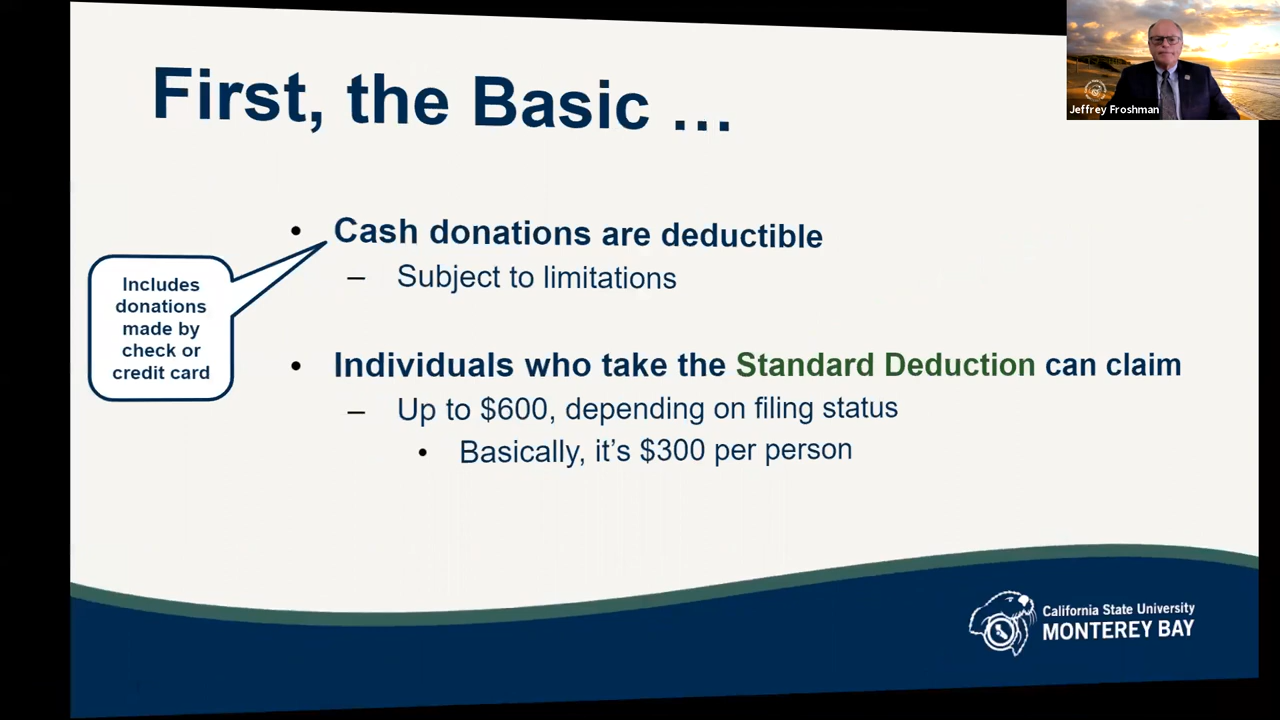 First, the Basic …
Jeffrey Froshman
• Cash donations are deductible
– Subject to limitations
Includes
donations
made by
check or
credit card
• Individuals who take the Standard Deduction can claim
– Up to $600, depending on filing status
• Basically, it’s $300 per person
California State University
MONTEREY BAY